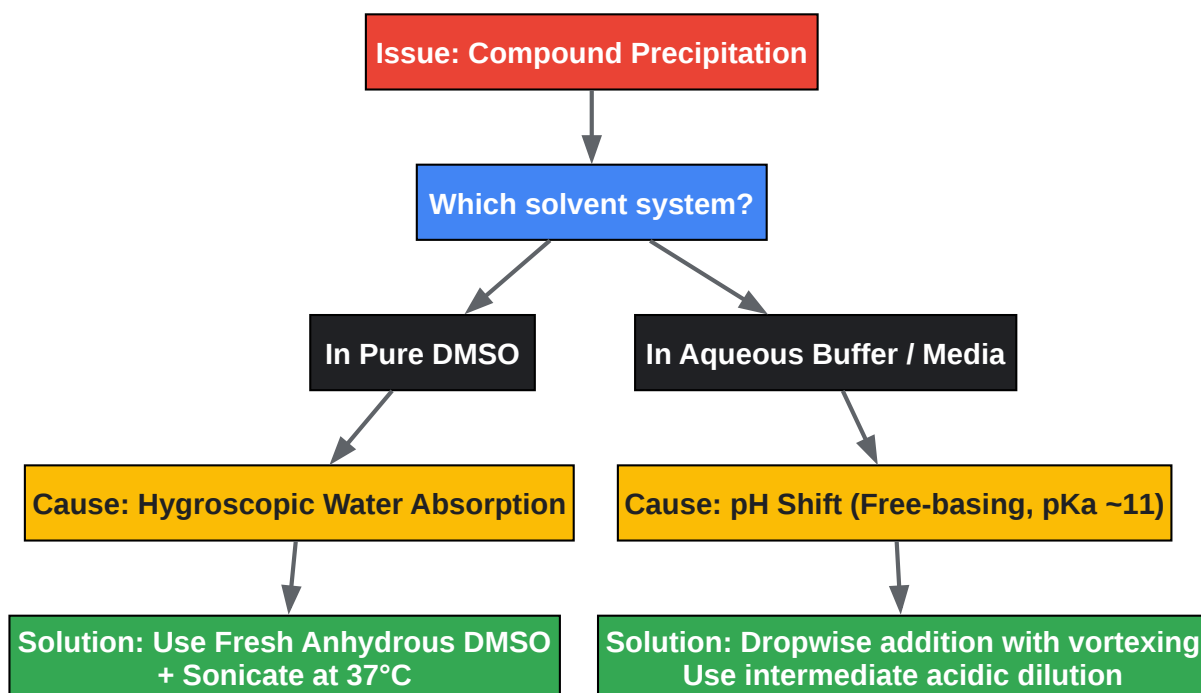 Issue: Compound Precipitation
Which solvent system?
In Pure DMSO
In Aqueous Buffer / Media
Cause: Hygroscopic Water Absorption
Cause: pH Shift (Free-basing, pKa ~11)
Solution: Use Fresh Anhydrous DMSO
+ Sonicate at 37°C
Solution: Dropwise addition with vortexing
Use intermediate acidic dilution